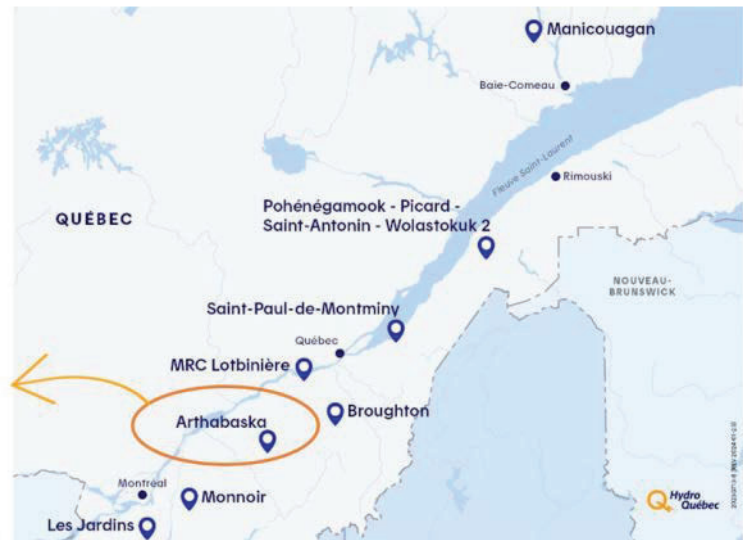 Manicouagan
Baie-Comeau
Fleuve Saint-Laurent
Rimouski
Pohénégamook - Picard -
Saint-Antonin - Wolastokuk 2
QUÉBEC
NOUVEAU-
BRUNSWICK
Saint-Paul-de-Montminy
Québec
MRC Lotbinière
Broughton
Arthabaska
Montréal
Monnoir
Les Jardins
Hydro
Québec